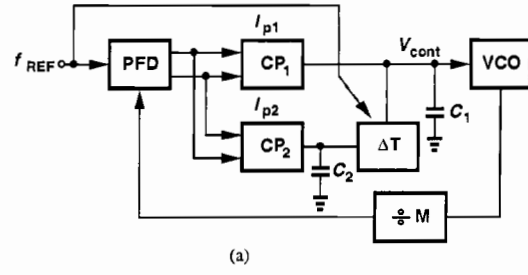 I_p1
V_cont
f_REF
PFD
CP_1
VCO
C_1
I_p2
CP_2
ΔT
C_2
÷ M
(a)